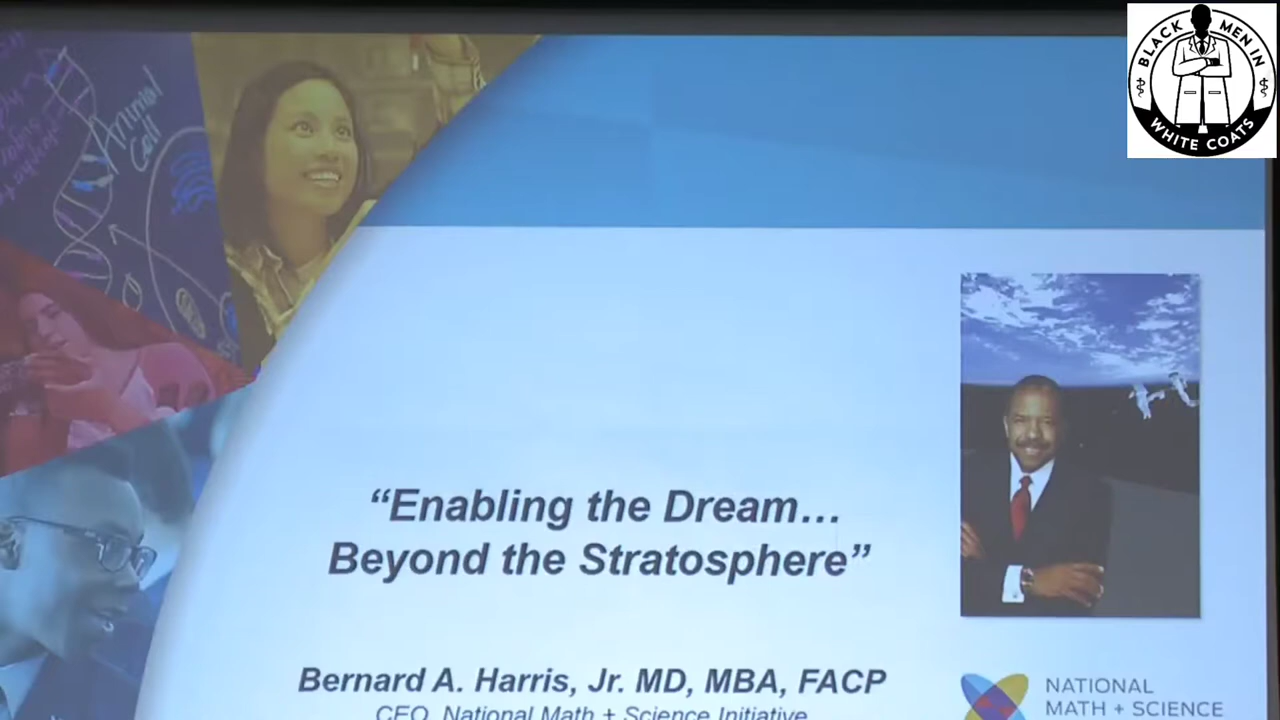 BLACK MEN IN
WHITE COATS
Animal
Cell
“Enabling the Dream…
Beyond the Stratosphere”
Bernard A. Harris, Jr. MD, MBA, FACP
CEO, National Math + Science Initiative
NATIONAL
MATH + SCIENCE